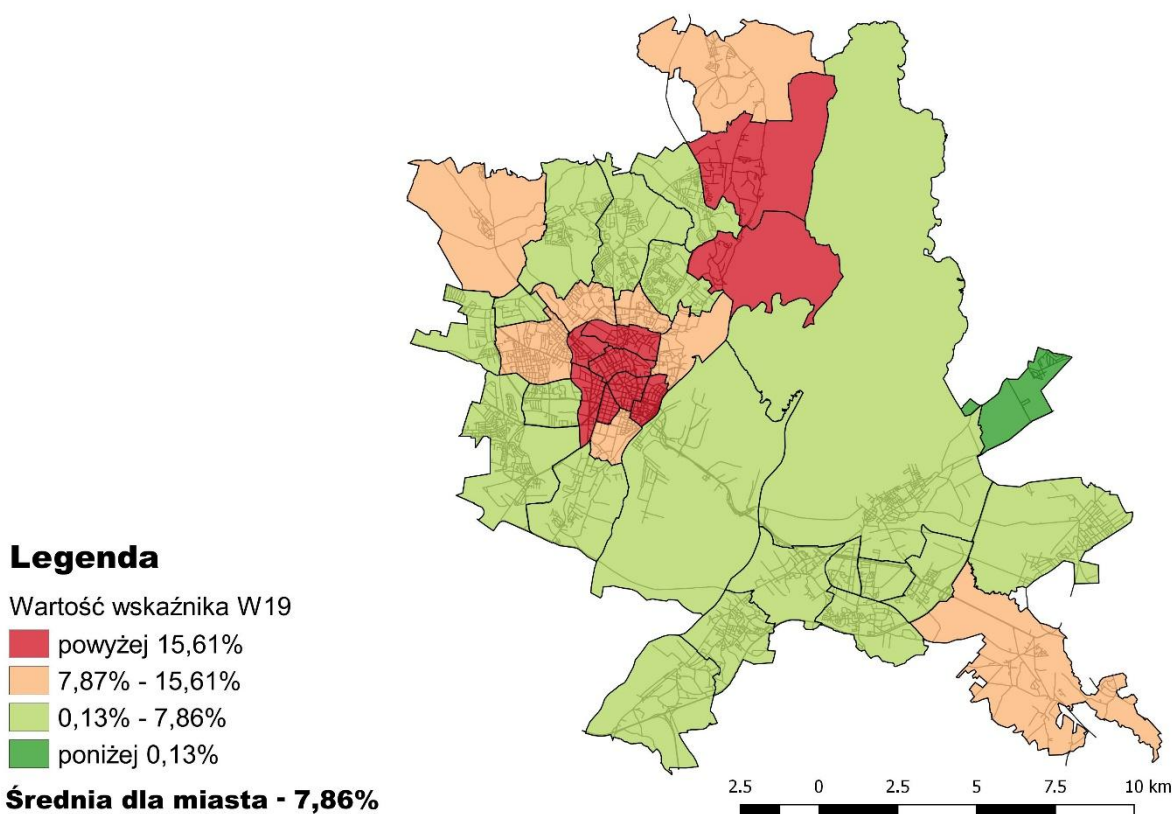 Legenda
Wartość wskaźnika W19
powyżej 15,61%
7,87% - 15,61%
0,13% - 7,86%
poniżej 0,13%
Średnia dla miasta - 7,86%
2.5 0 2.5 5 7.5 10 km